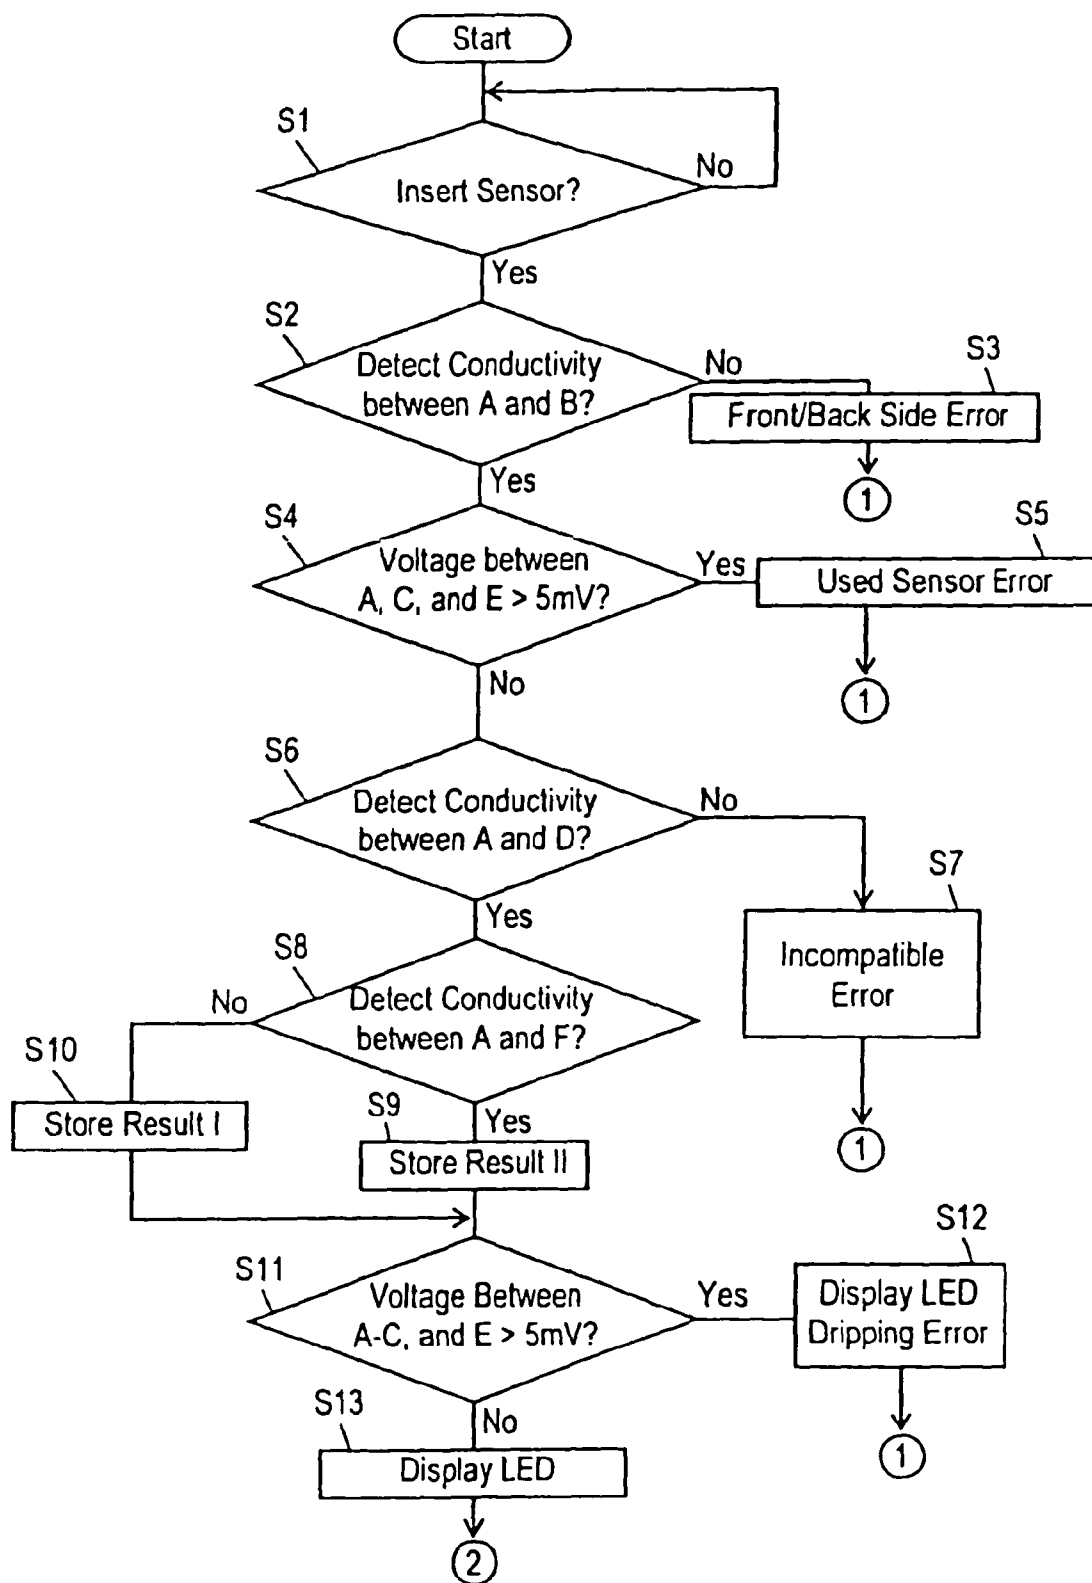 Start
S1
Insert Sensor?
No
Yes
S2
Detect Conductivity
between A and B?
No
S3
Front/Back Side Error
1
Yes
S4
Voltage between
A, C, and E > 5mV?
Yes
S5
Used Sensor Error
1
No
S6
Detect Conductivity
between A and D?
No
S7
Incompatible
Error
1
Yes
S8
Detect Conductivity
between A and F?
No
S10
Store Result I
Yes
S9
Store Result II
S11
Voltage Between
A-C, and E > 5mV?
Yes
S12
Display LED
Dripping Error
1
No
S13
Display LED
2